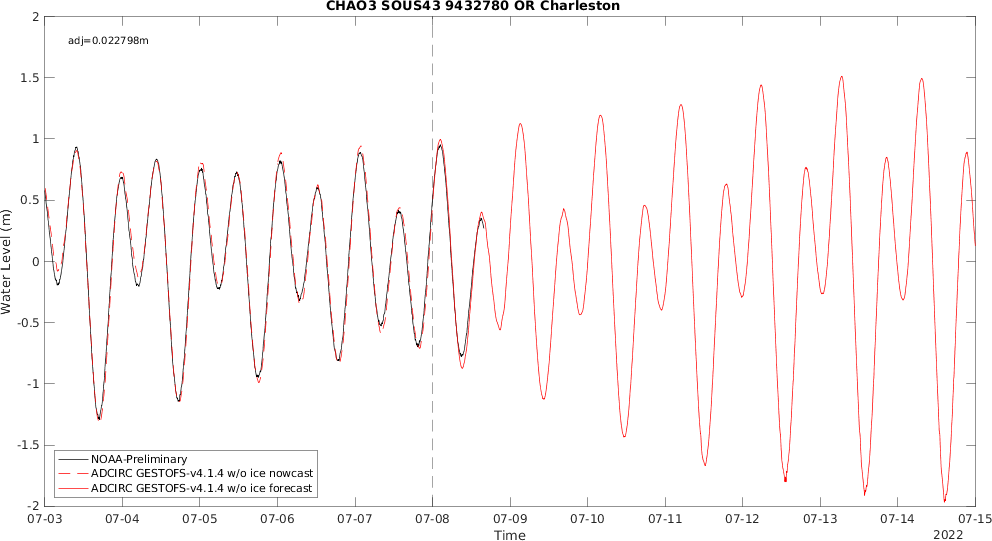 CHAO3 SOUS43 9432780 OR Charleston
adj=0.022798m
2
1.5
1
0.5
0
-0.5
-1
-1.5
-2
Water Level (m)
NOAA-Preliminary
ADCIRC GESTOFS-v4.1.4 w/o ice nowcast
ADCIRC GESTOFS-v4.1.4 w/o ice forecast
07-03 07-04 07-05 07-06 07-07 07-08 07-09 07-10 07-11 07-12 07-13 07-14 07-15
Time
2022